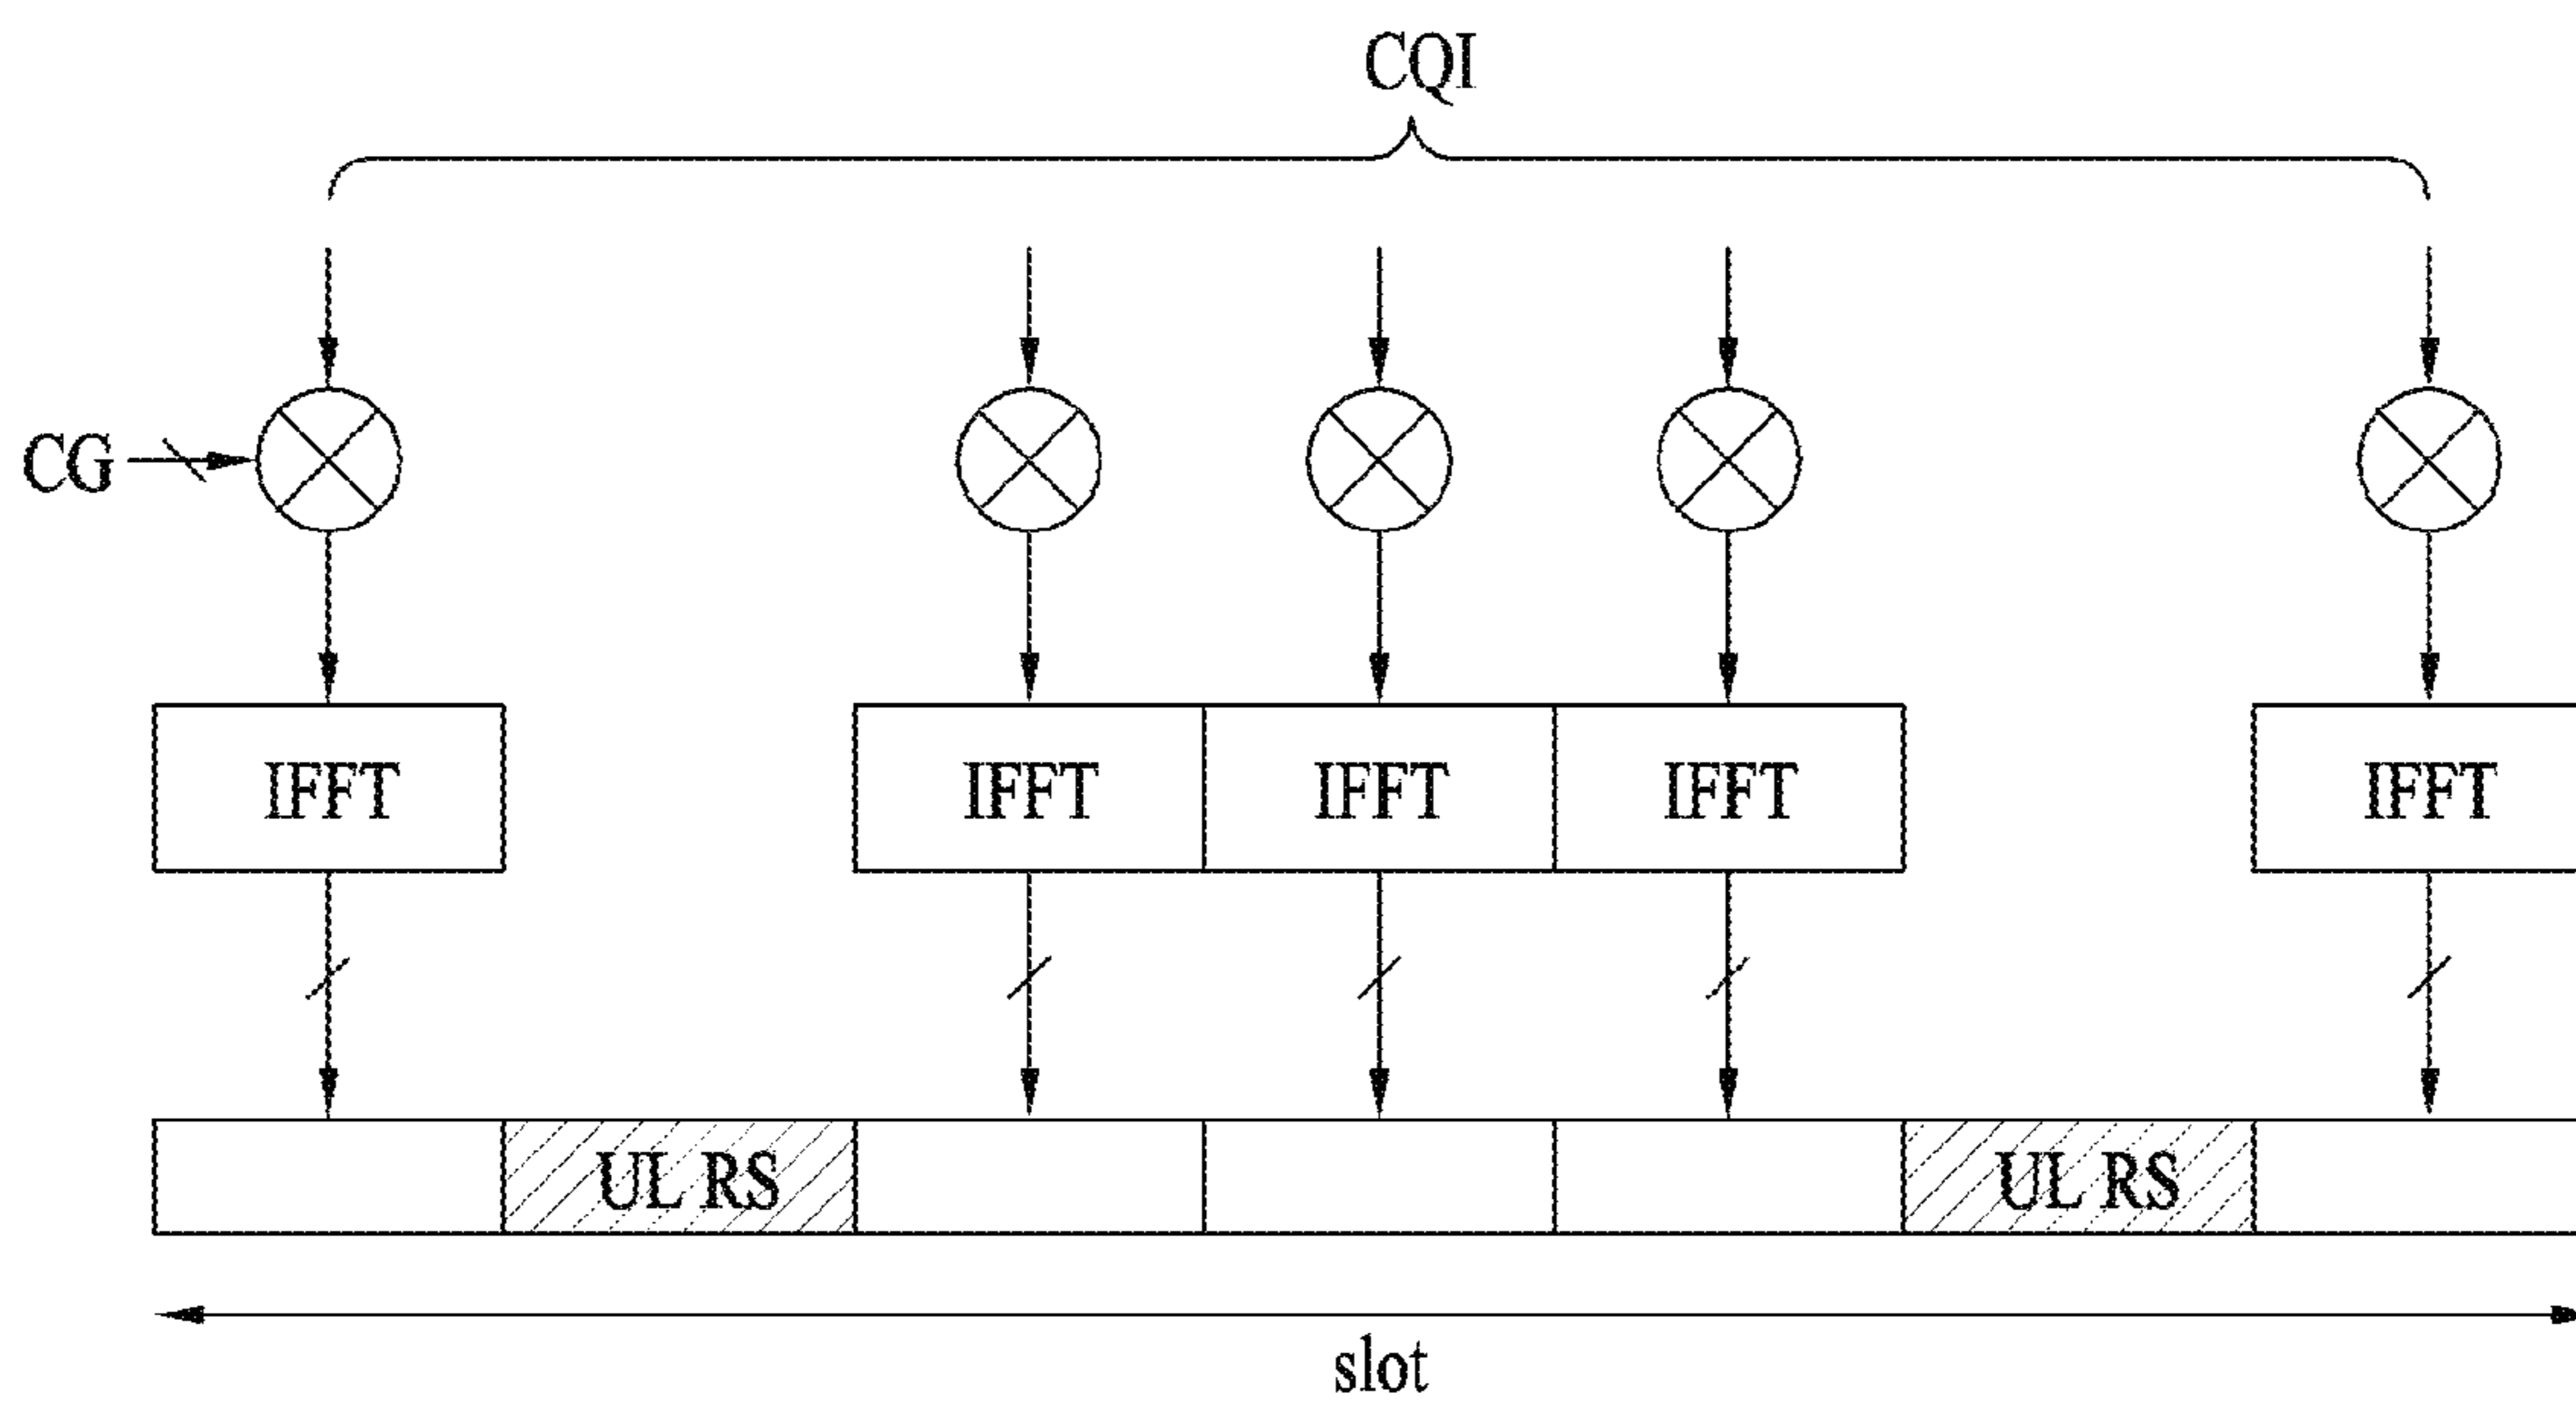 CQI
CG
IFFT IFFT IFFT IFFT IFFT
UL RS UL RS
slot